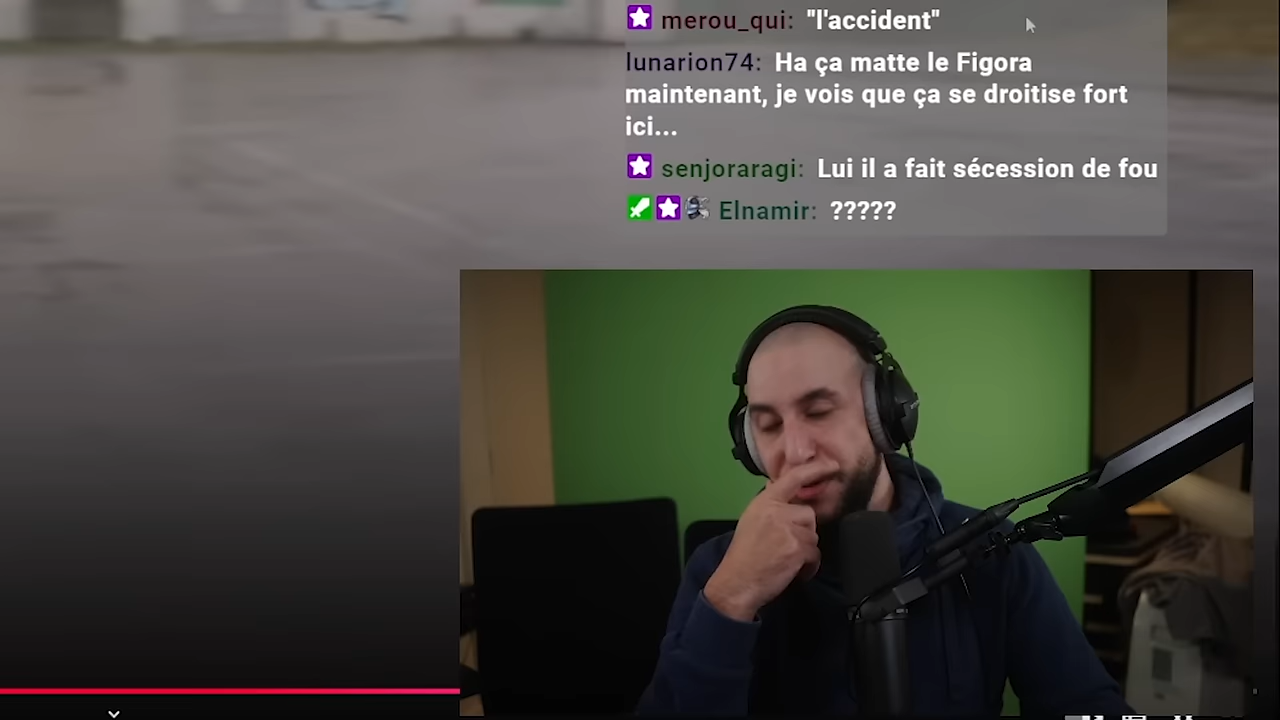 merou_qui: "l'accident"
lunarion74: Ha ça matte le Figora
maintenant, je vois que ça se droitise fort
ici...
senjoraragi: Lui il a fait sécession de fou
Elnamir: ?????